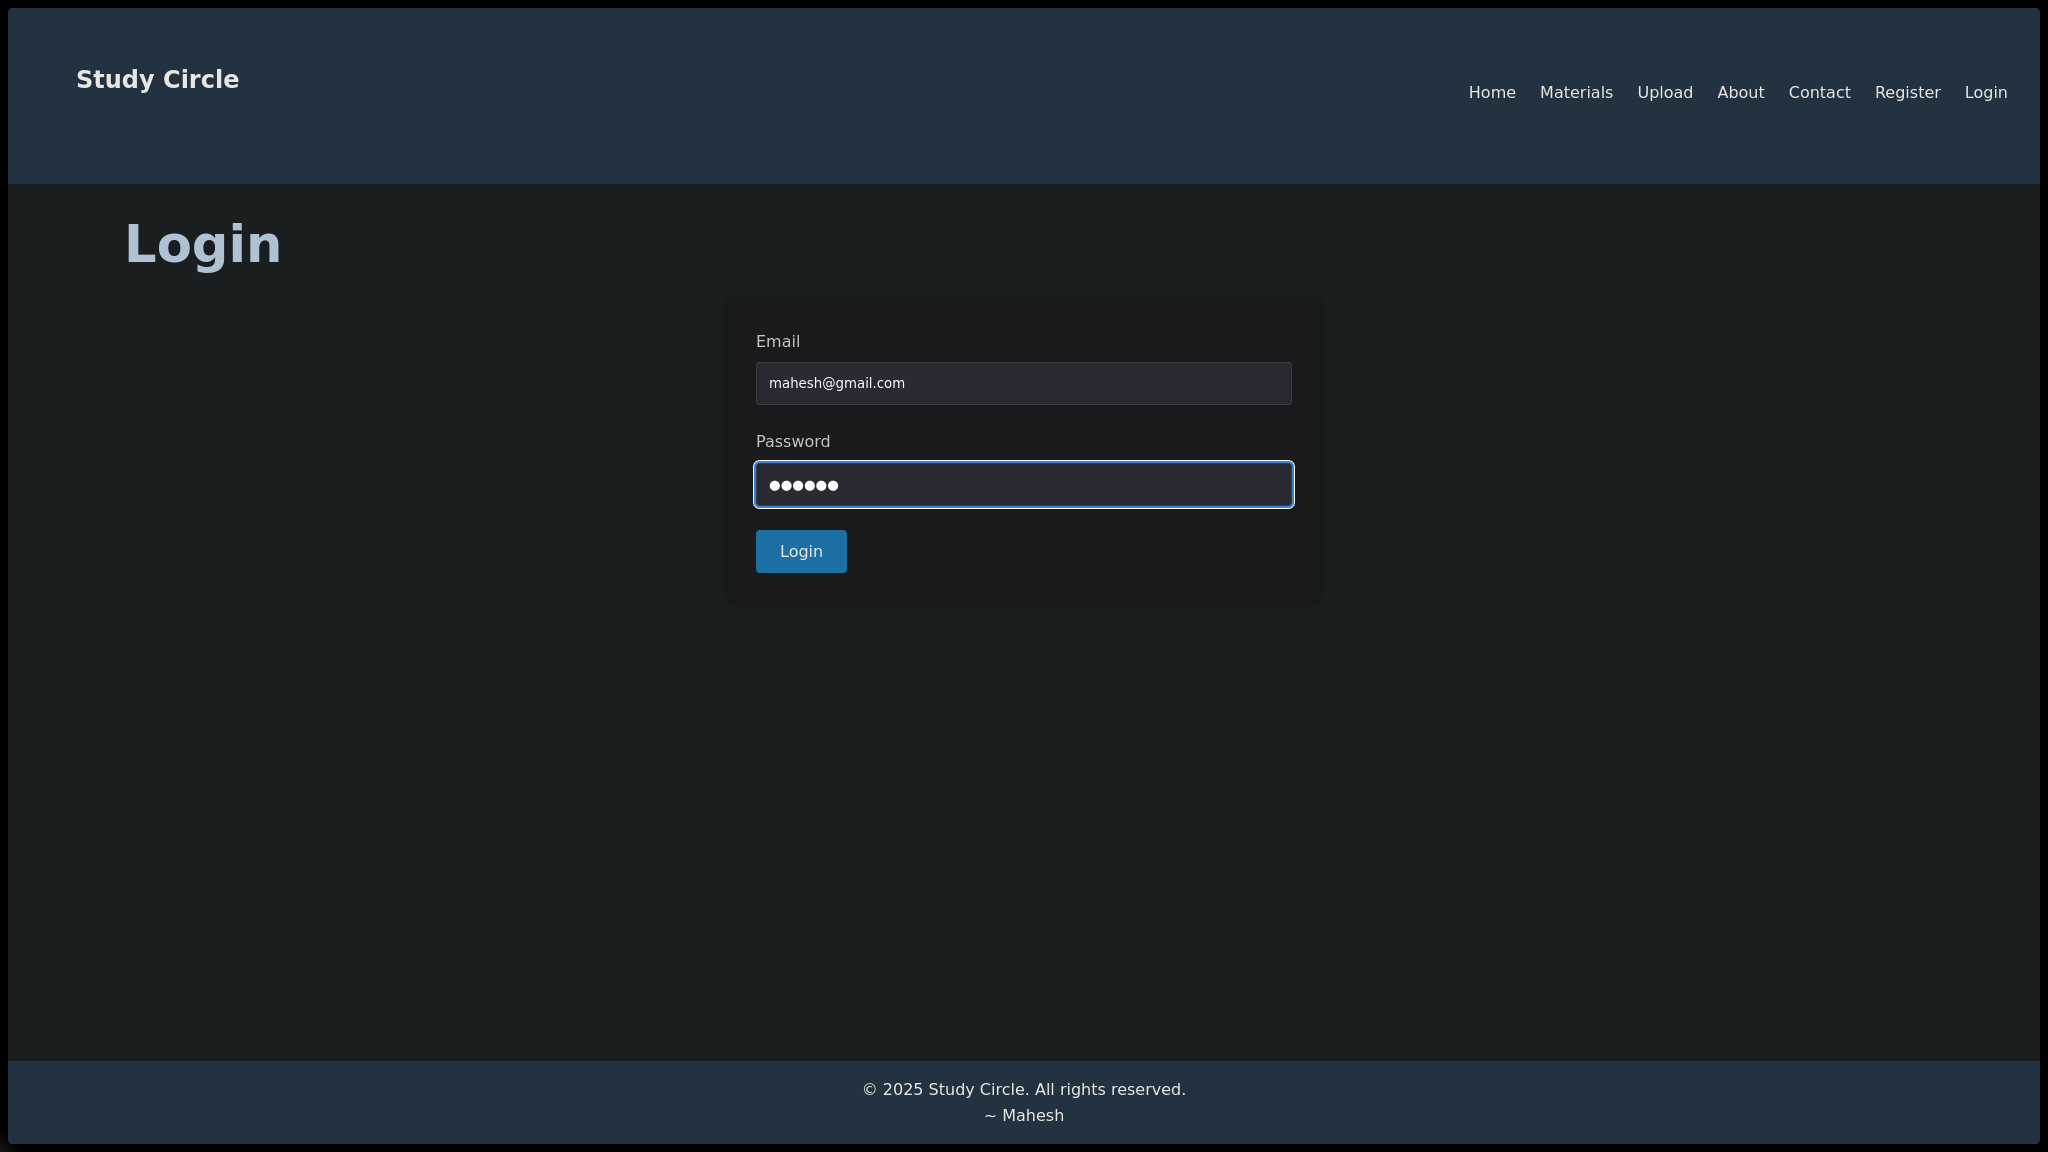 Study Circle
Home Materials Upload About Contact Register Login
Login
Email
mahesh@gmail.com
Password
●●●●●●
Login
© 2025 Study Circle. All rights reserved.
~ Mahesh